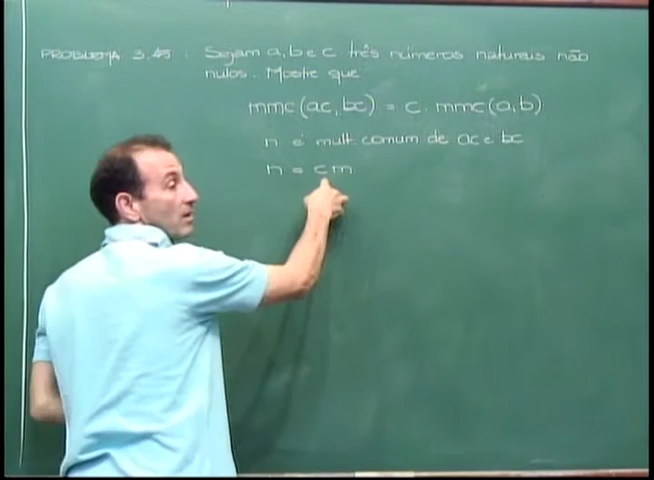 PROBLEMA 3.45 : Sejam a, b e c três números naturais não
nulos. Mostre que
mmc(ac, bc) = c. mmc(a, b)
n é mult. comum de ac e bc
n = cm